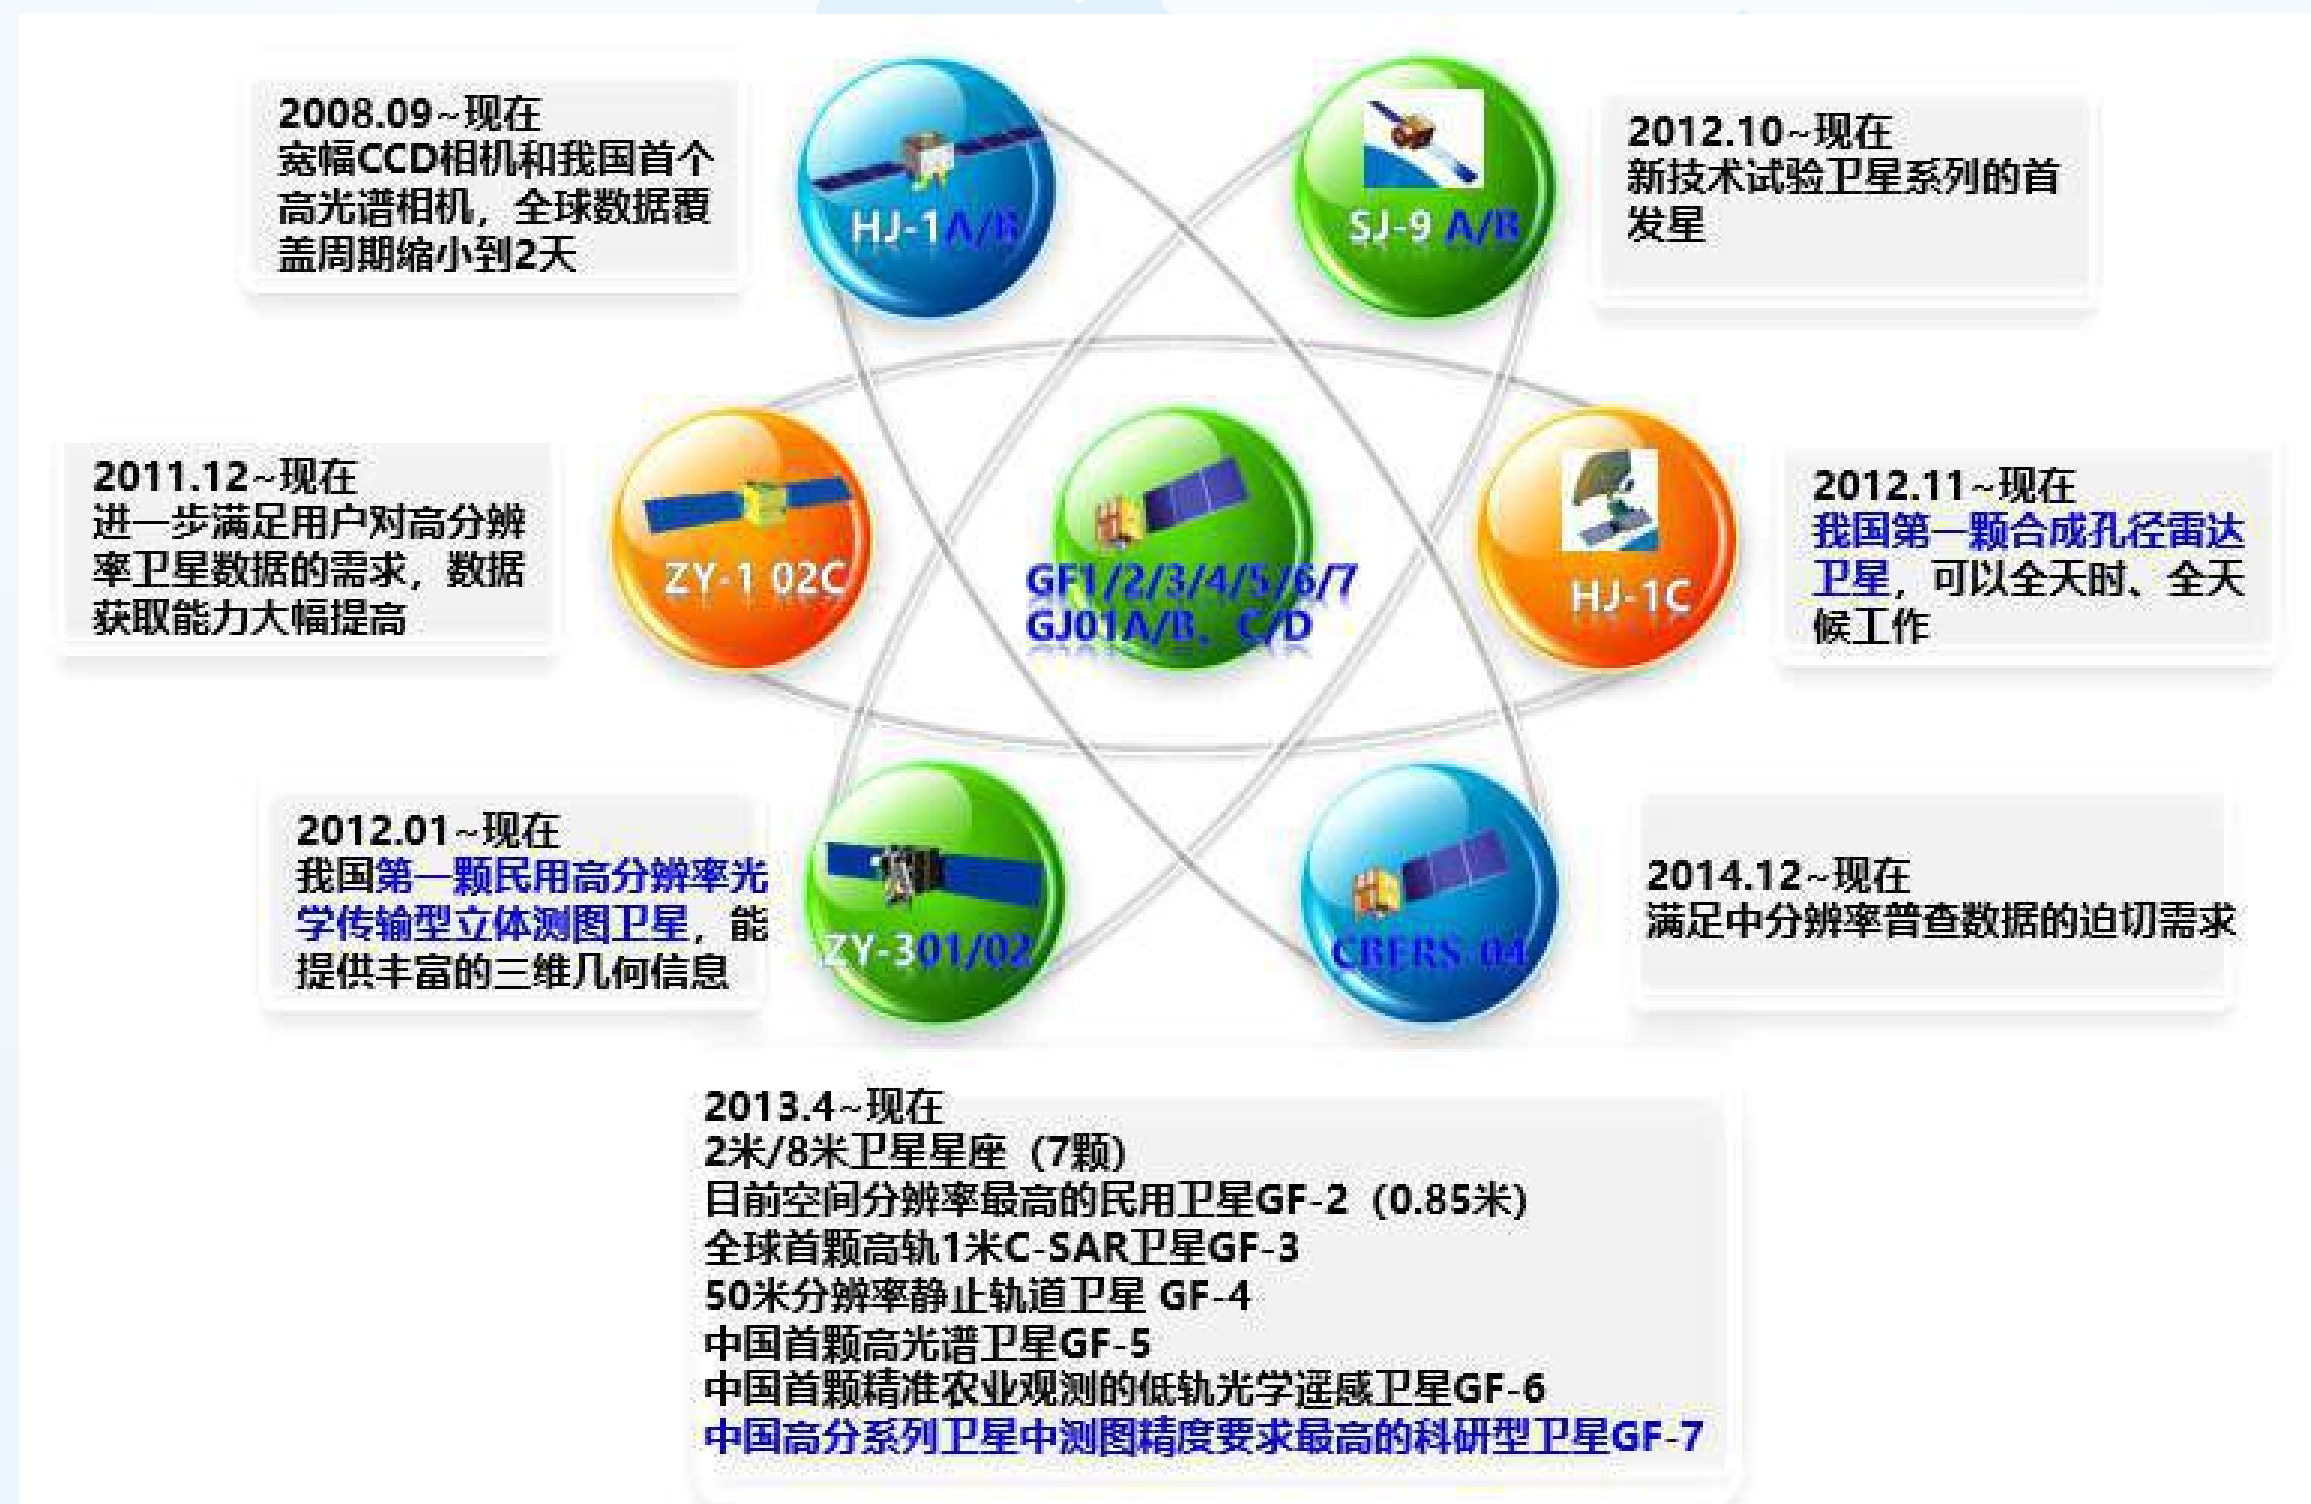 2008.09~现在
宽幅CCD相机和我国首个
高光谱相机，全球数据覆
盖周期缩小到2天
HJ-1A/B
SJ-9 A/B
2012.10~现在
新技术试验卫星系列的首
发星
2011.12~现在
进一步满足用户对高分辨
率卫星数据的需求，数据
获取能力大幅提高
ZY-1 02C
GF1/2/3/4/5/6/7
GJ01A/B、C/D
HJ-1C
2012.11~现在
我国第一颗合成孔径雷达
卫星，可以全天时、全天
候工作
2012.01~现在
我国第一颗民用高分辨率光
学传输型立体测图卫星，能
提供丰富的三维几何信息
ZY-301/02
CBERS-04
2014.12~现在
满足中分辨率普查数据的迫切需求
2013.4~现在
2米/8米卫星星座（7颗）
目前空间分辨率最高的民用卫星GF-2（0.85米）
全球首颗高轨1米C-SAR卫星GF-3
50米分辨率静止轨道卫星 GF-4
中国首颗高光谱卫星GF-5
中国首颗精准农业观测的低轨光学遥感卫星GF-6
中国高分系列卫星中测图精度要求最高的科研型卫星GF-7